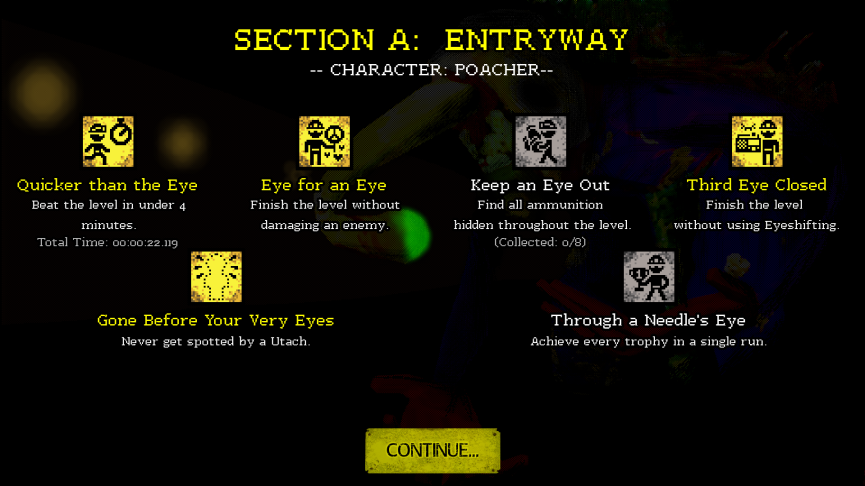 SECTION A: ENTRYWAY
-- CHARACTER: POACHER--
Quicker than the Eye
Beat the level in under 4
minutes.
Total Time: 00:00:22.119
Eye for an Eye
Finish the level without
damaging an enemy.
Keep an Eye Out
Find all ammunition
hidden throughout the level.
(Collected: 0/8)
Third Eye Closed
Finish the level
without using Eyeshifting.
Gone Before Your Very Eyes
Never get spotted by a Utach.
Through a Needle's Eye
Achieve every trophy in a single run.
CONTINUE...